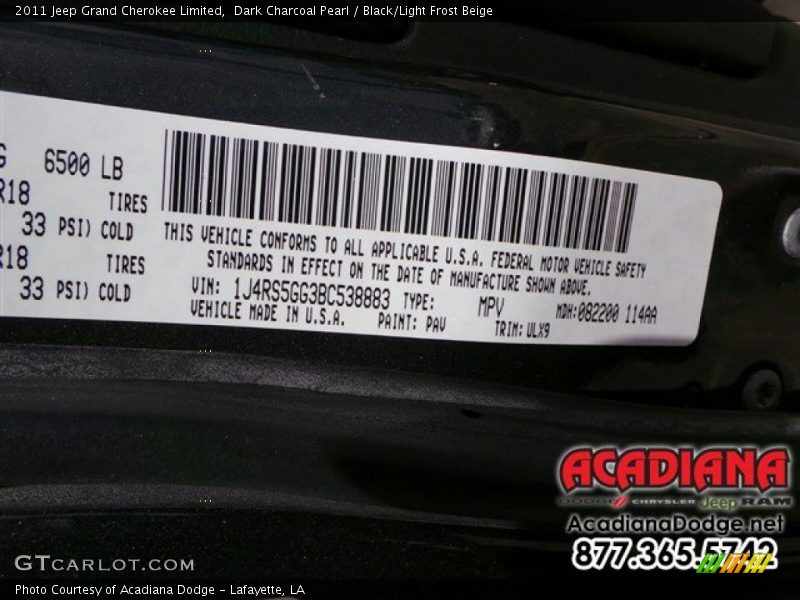 2011 Jeep Grand Cherokee Limited, Dark Charcoal Pearl / Black/Light Frost Beige
G 6500 LB
R18 TIRES
33 PSI) COLD
R18 TIRES
33 PSI) COLD
THIS VEHICLE CONFORMS TO ALL APPLICABLE U.S.A. FEDERAL MOTOR VEHICLE SAFETY
STANDARDS IN EFFECT ON THE DATE OF MANUFACTURE SHOWN ABOVE.
VIN: 1J4RS5GG3BC538883 TYPE: MPV MDH:082200 114AA
VEHICLE MADE IN U.S.A. PAINT: PAV TRIM: ULX9
ACADIANA
CHRYSLER Jeep RAM
AcadianaDodge.net
877.365.5742
GTCARLOT.COM
Photo Courtesy of Acadiana Dodge - Lafayette, LA